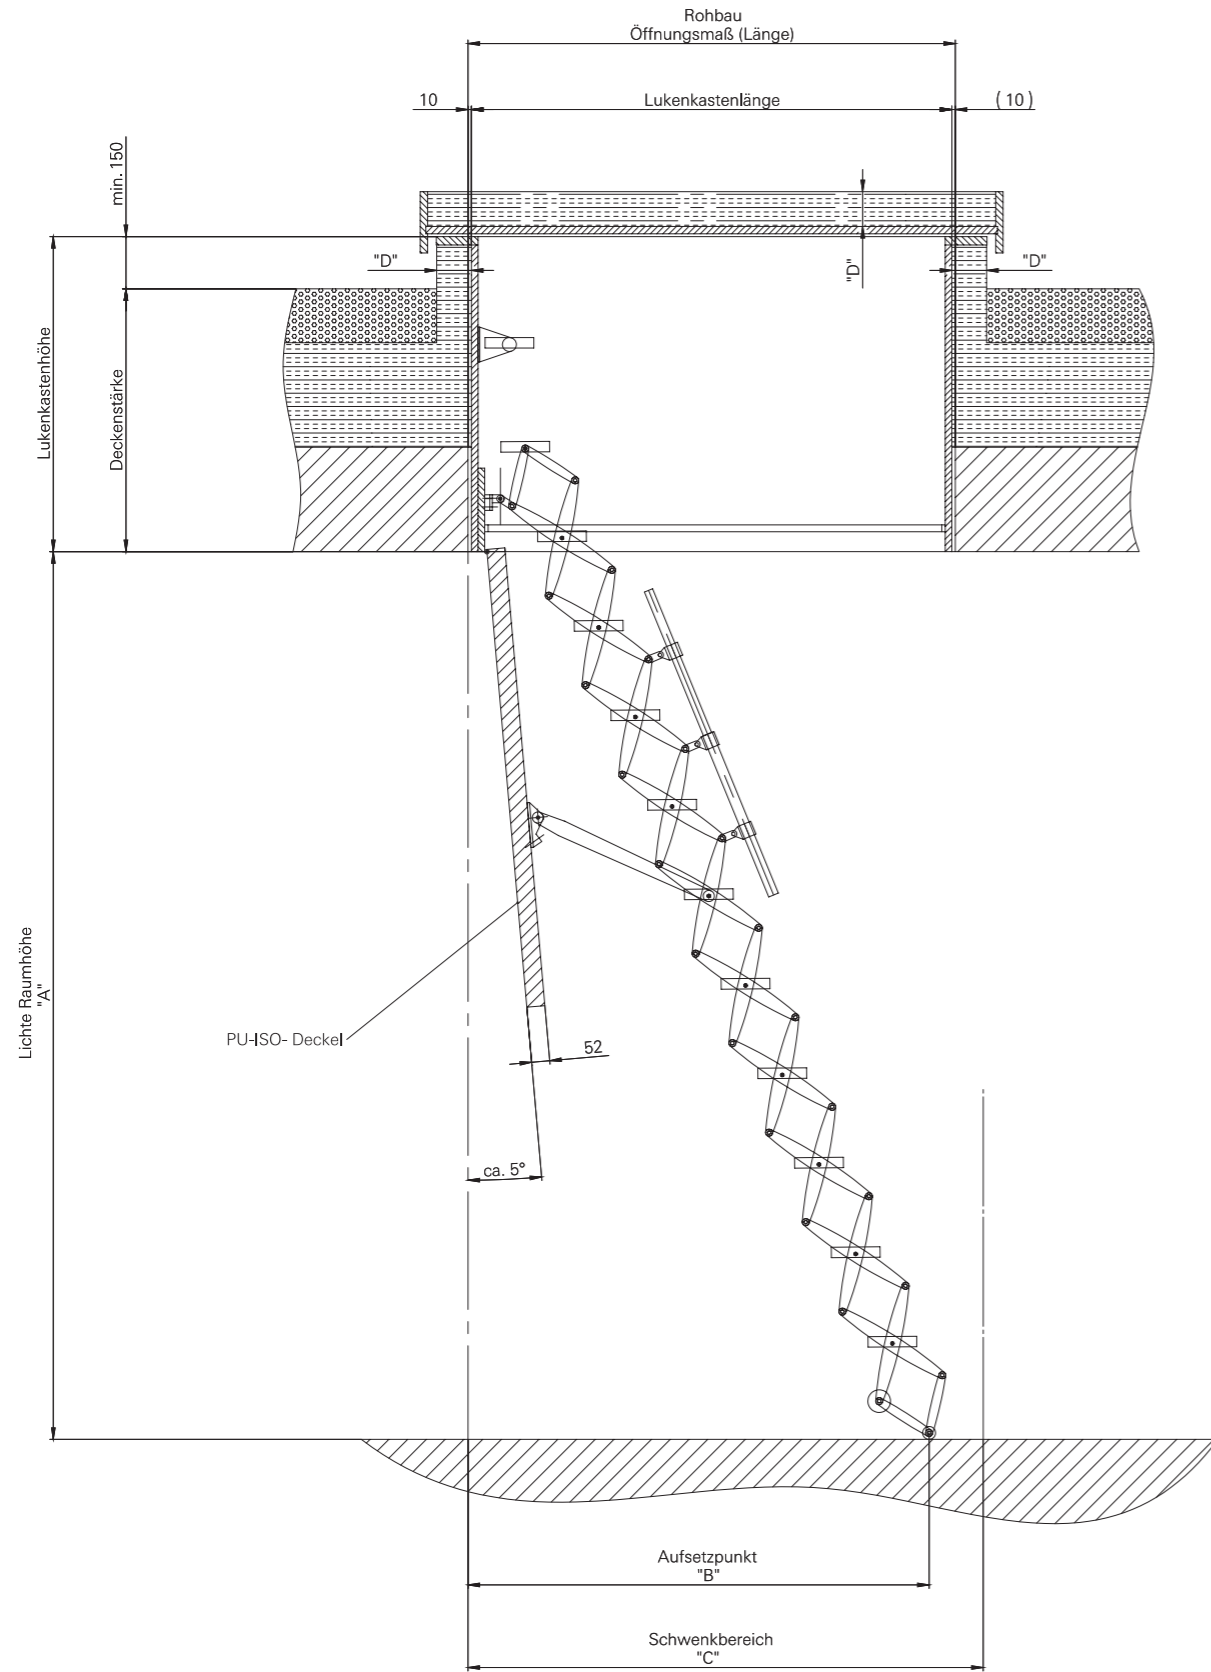 Rohbau
Öffnungsmaß (Länge)
10
Lukenkastenlänge
( 10 )
min. 150
"D"
"D"
"D"
Lukenkastenhöhe
Deckenstärke
Lichte Raumhöhe
"A"
PU-ISO- Deckel
52
ca. 5°
Aufsetzpunkt
"B"
Schwenkbereich
"C"